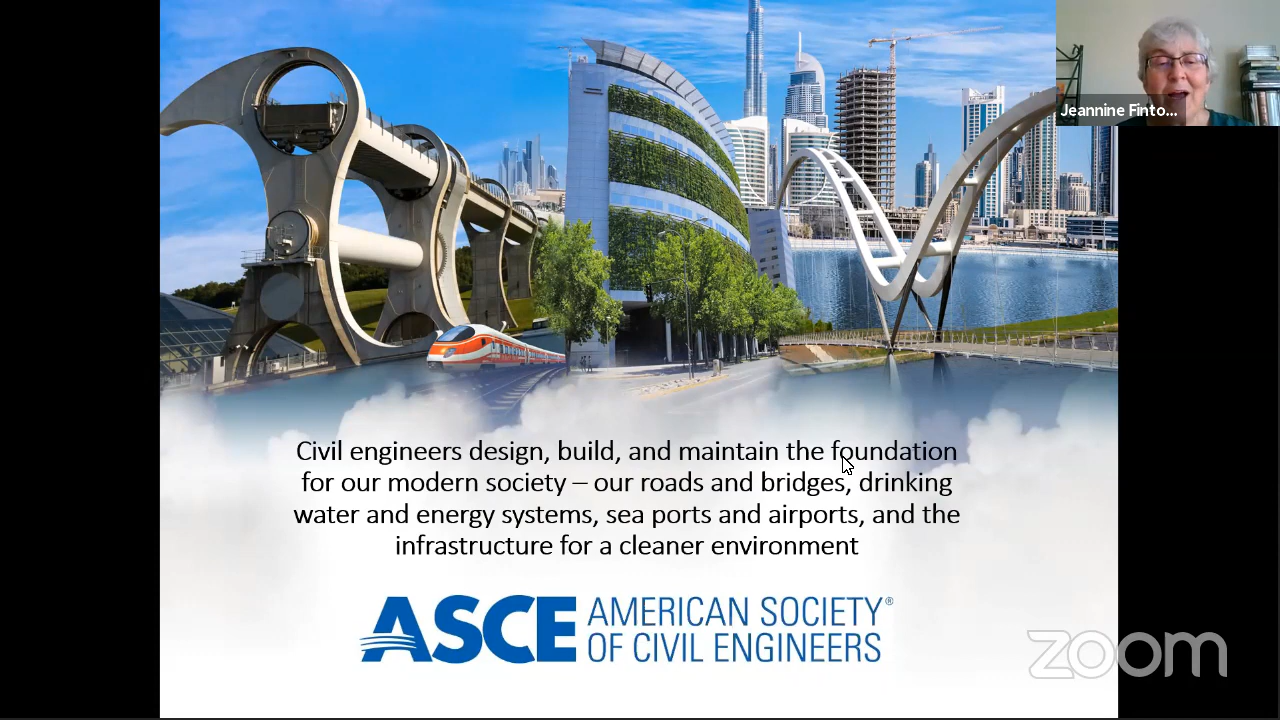 Jeannine Finto...
Civil engineers design, build, and maintain the foundation
for our modern society – our roads and bridges, drinking
water and energy systems, sea ports and airports, and the
infrastructure for a cleaner environment
ASCE AMERICAN SOCIETY®
OF CIVIL ENGINEERS
zoom